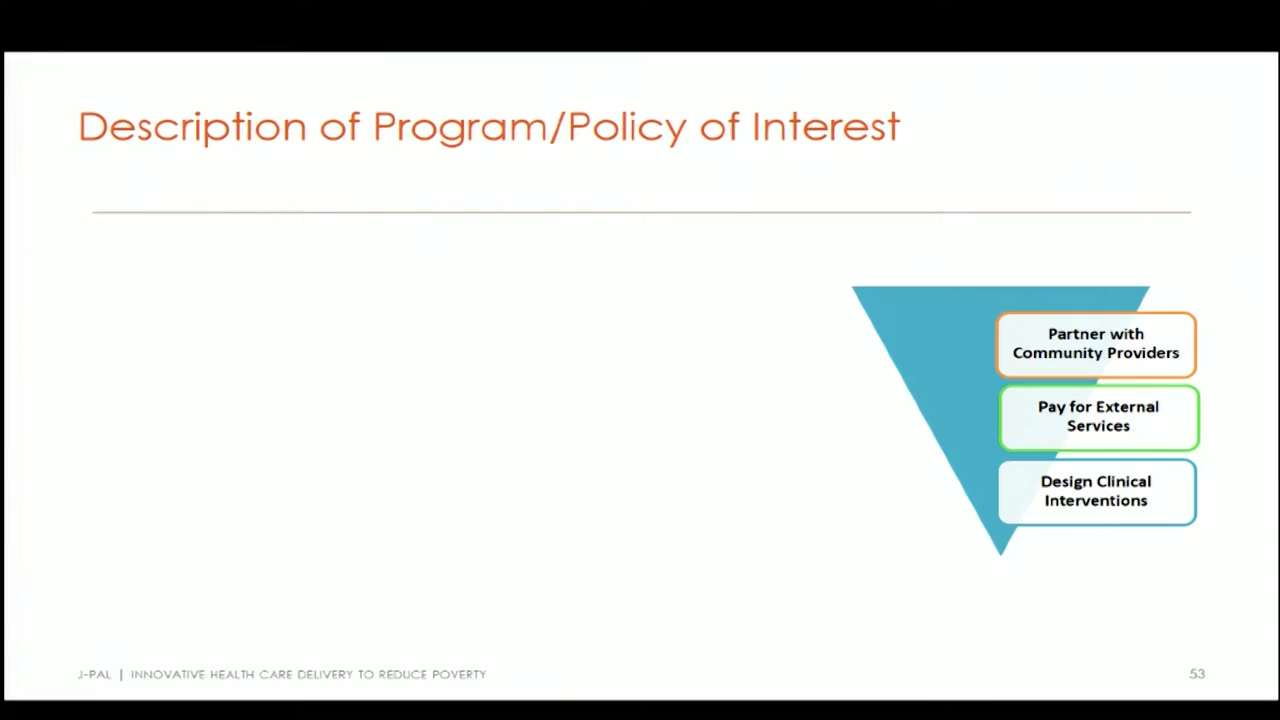 Description of Program/Policy of Interest
Partner with
Community Providers
Pay for External
Services
Design Clinical
Interventions
J-PAL | INNOVATIVE HEALTH CARE DELIVERY TO REDUCE POVERTY
53